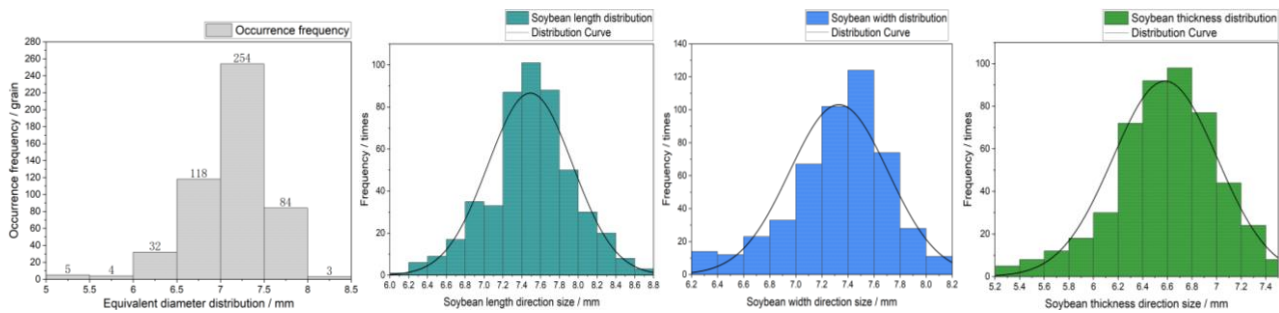 Occurrence frequency
280
260
240
220
200
180
160
140
120
100
80
60
40
20
0
5
4
32
118
254
84
3
5 5.5 6 6.5 7 7.5 8 8.5
Occurrence frequency / grain
Equivalent diameter distribution / mm
Soybean length distribution
Distribution Curve
100
80
60
40
20
0
6.0 6.2 6.4 6.6 6.8 7.0 7.2 7.4 7.6 7.8 8.0 8.2 8.4 8.6 8.8
Frequency / times
Soybean length direction size / mm
Soybean width distribution
Distribution Curve
140
120
100
80
60
40
20
0
6.2 6.4 6.6 6.8 7.0 7.2 7.4 7.6 7.8 8.0 8.2
Frequency / times
Soybean width direction size / mm
Soybean thickness distribution
Distribution Curve
100
80
60
40
20
0
5.2 5.4 5.6 5.8 6 6.2 6.4 6.6 6.8 7 7.2 7.4
Frequency / times
Soybean thickness direction size / mm